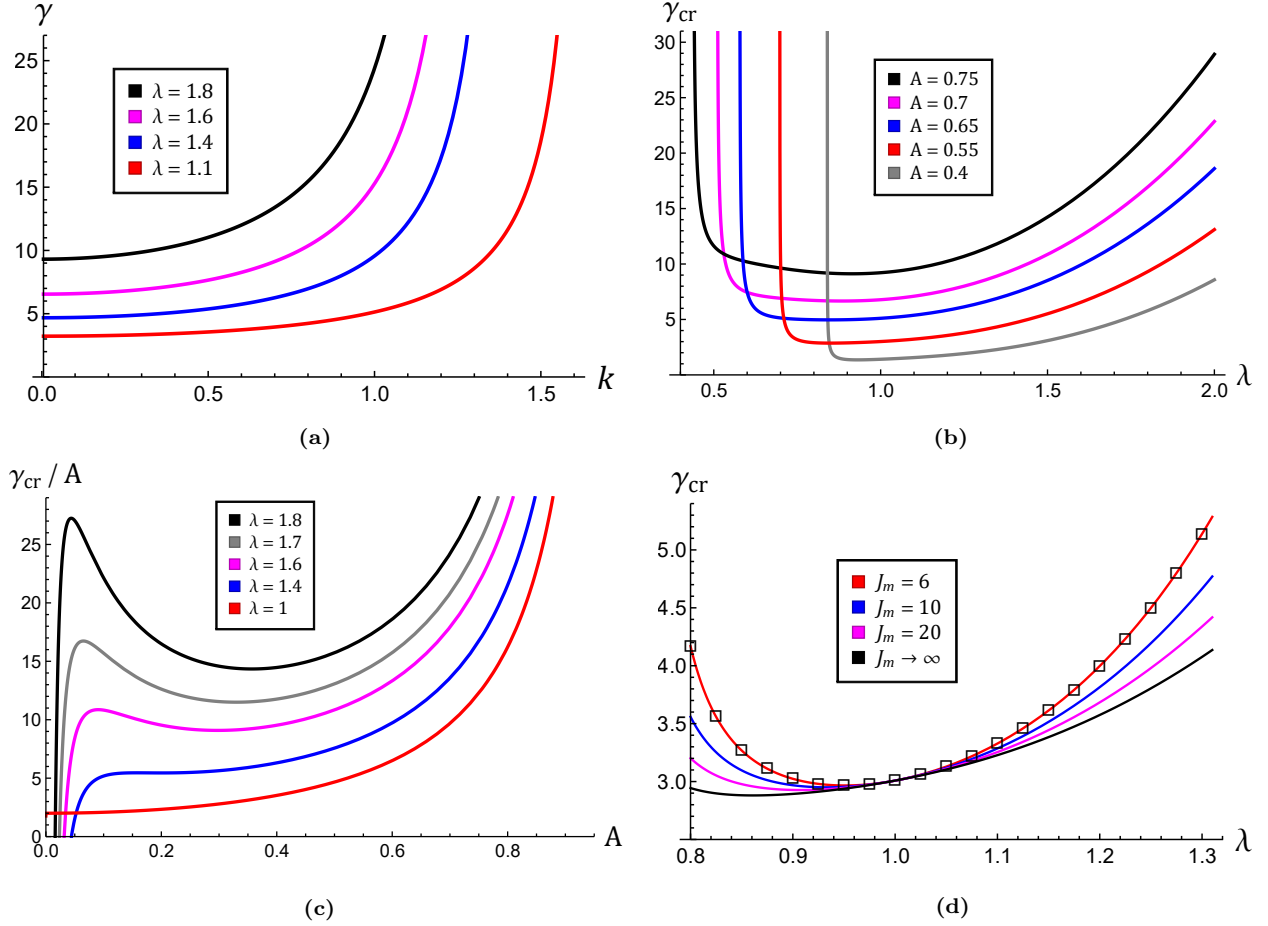 γ
25
20
15
10
5
0
0.0
0.5
1.0
1.5
k
λ = 1.8
λ = 1.6
λ = 1.4
λ = 1.1
(a)
γcr
30
25
20
15
10
5
0.5
1.0
1.5
2.0
λ
A = 0.75
A = 0.7
A = 0.65
A = 0.55
A = 0.4
(b)
γcr / A
25
20
15
10
5
0
0.0
0.2
0.4
0.6
0.8
A
λ = 1.8
λ = 1.7
λ = 1.6
λ = 1.4
λ = 1
(c)
γcr
5.0
4.5
4.0
3.5
3.0
2.5
0.8
0.9
1.0
1.1
1.2
1.3
λ
Jm = 6
Jm = 10
Jm = 20
Jm → ∞
(d)